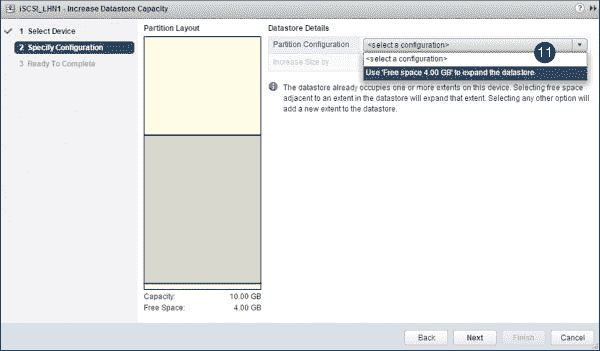 iSCSI_LHN1 - Increase Datastore Capacity
?
1 Select Device
2 Specify Configuration
3 Ready To Complete
Partition Layout
Capacity: 10.00 GB
Free Space: 4.00 GB
Datastore Details
Partition Configuration <select a configuration>
11
<select a configuration>
Increase Size by
Use 'Free space 4.00 GB' to expand the datastore
The datastore already occupies one or more extents on this device. Selecting free space
adjacent to an extent in the datastore will expand that extent. Selecting any other option will
add a new extent to the datastore.
Back Next Finish Cancel